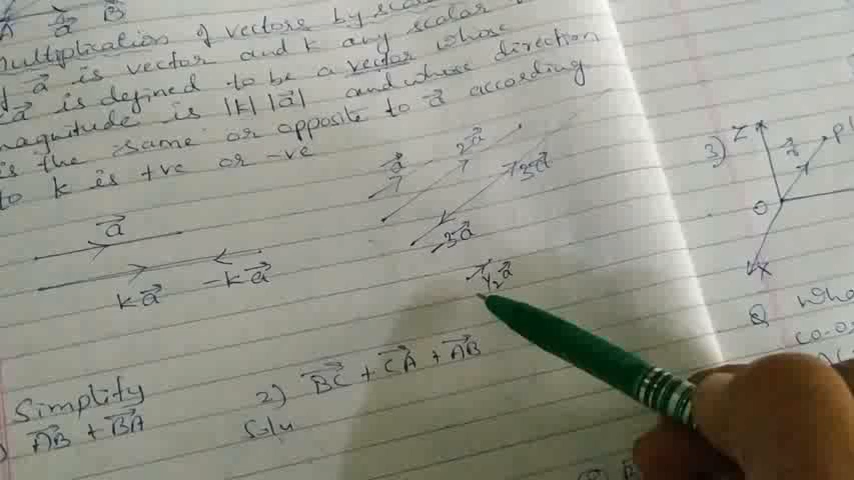 A a⃗ B
Multiplication of vectors by
If a⃗ is vector and k any scalar
ka⃗ is defined to be a vector whose
magnitude is |k| |a⃗| and whose direction
is the same or opposite to a⃗ according
to k is +ve or -ve
a⃗ 2a⃗ 3a⃗
-3a⃗
a⃗
ka⃗ -ka⃗
½a⃗
3) Z
O
X
Simplify
AB⃗ + BA⃗
2) BC⃗ + CA⃗ + AB⃗
Soln
Q
co-o